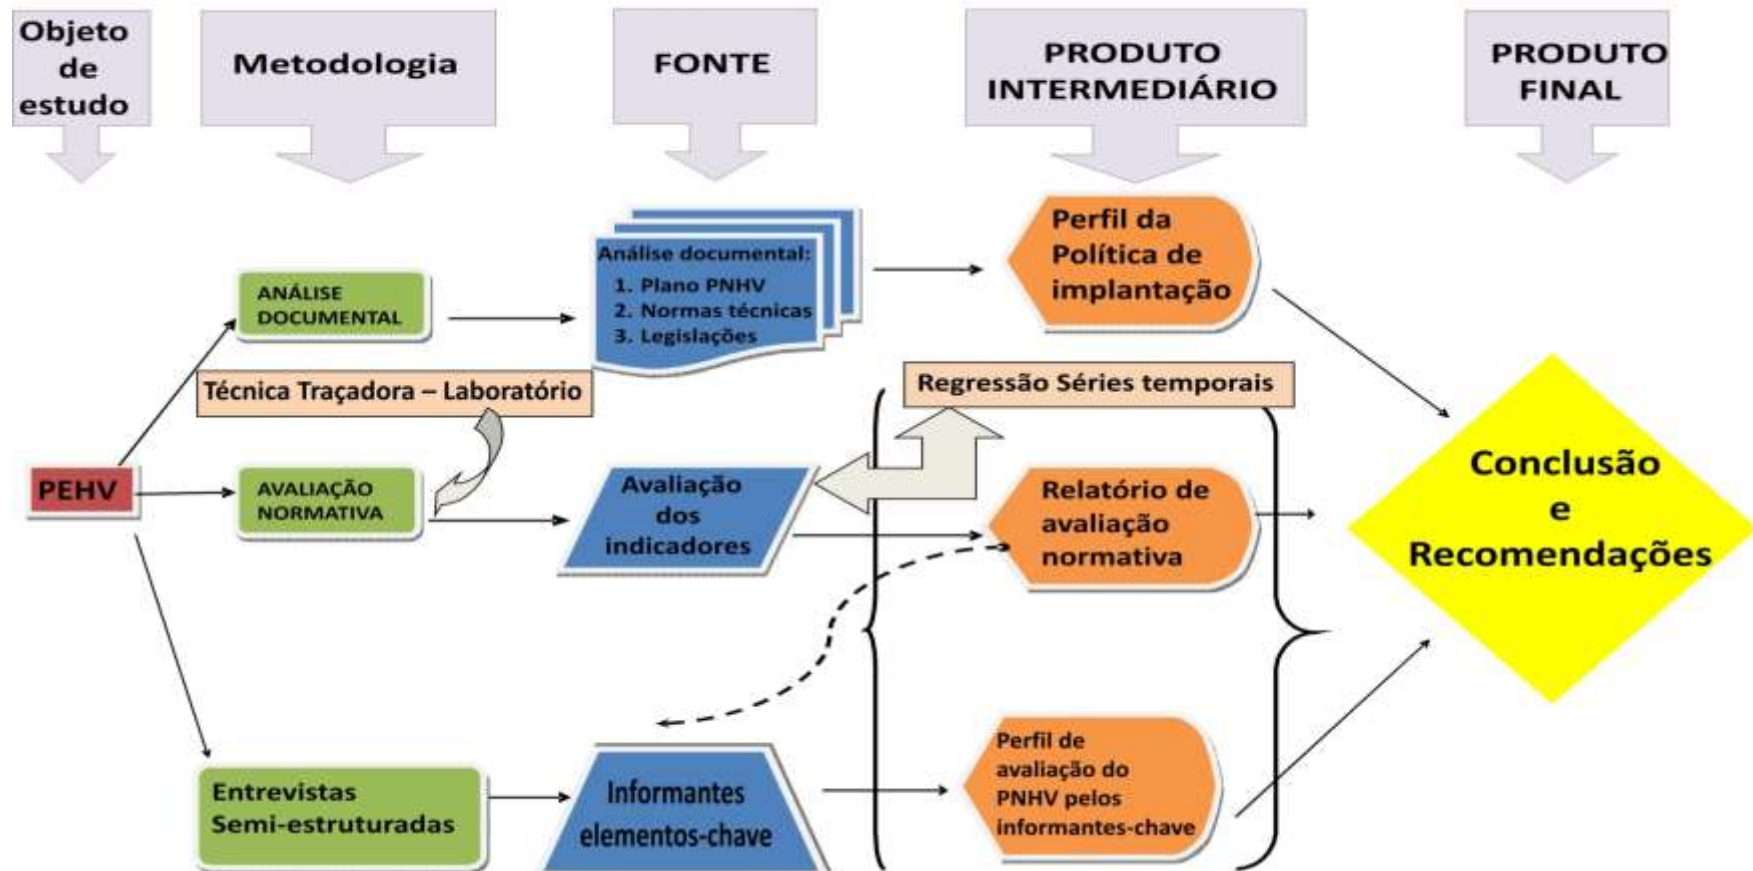 Objeto
de
estudo
Metodologia
FONTE
PRODUTO
INTERMEDIÁRIO
PRODUTO
FINAL
ANÁLISE
DOCUMENTAL
Análise documental:
1. Plano PNHV
2. Normas técnicas
3. Legislações
Perfil da
Política de
implantação
Técnica Traçadora – Laboratório
Regressão Séries temporais
PEHV
AVALIAÇÃO
NORMATIVA
Avaliação
dos
indicadores
Relatório de
avaliação
normativa
Conclusão
e
Recomendações
Entrevistas
Semi-estruturadas
Informantes
elementos-chave
Perfil de
avaliação do
PNHV pelos
informantes-chave